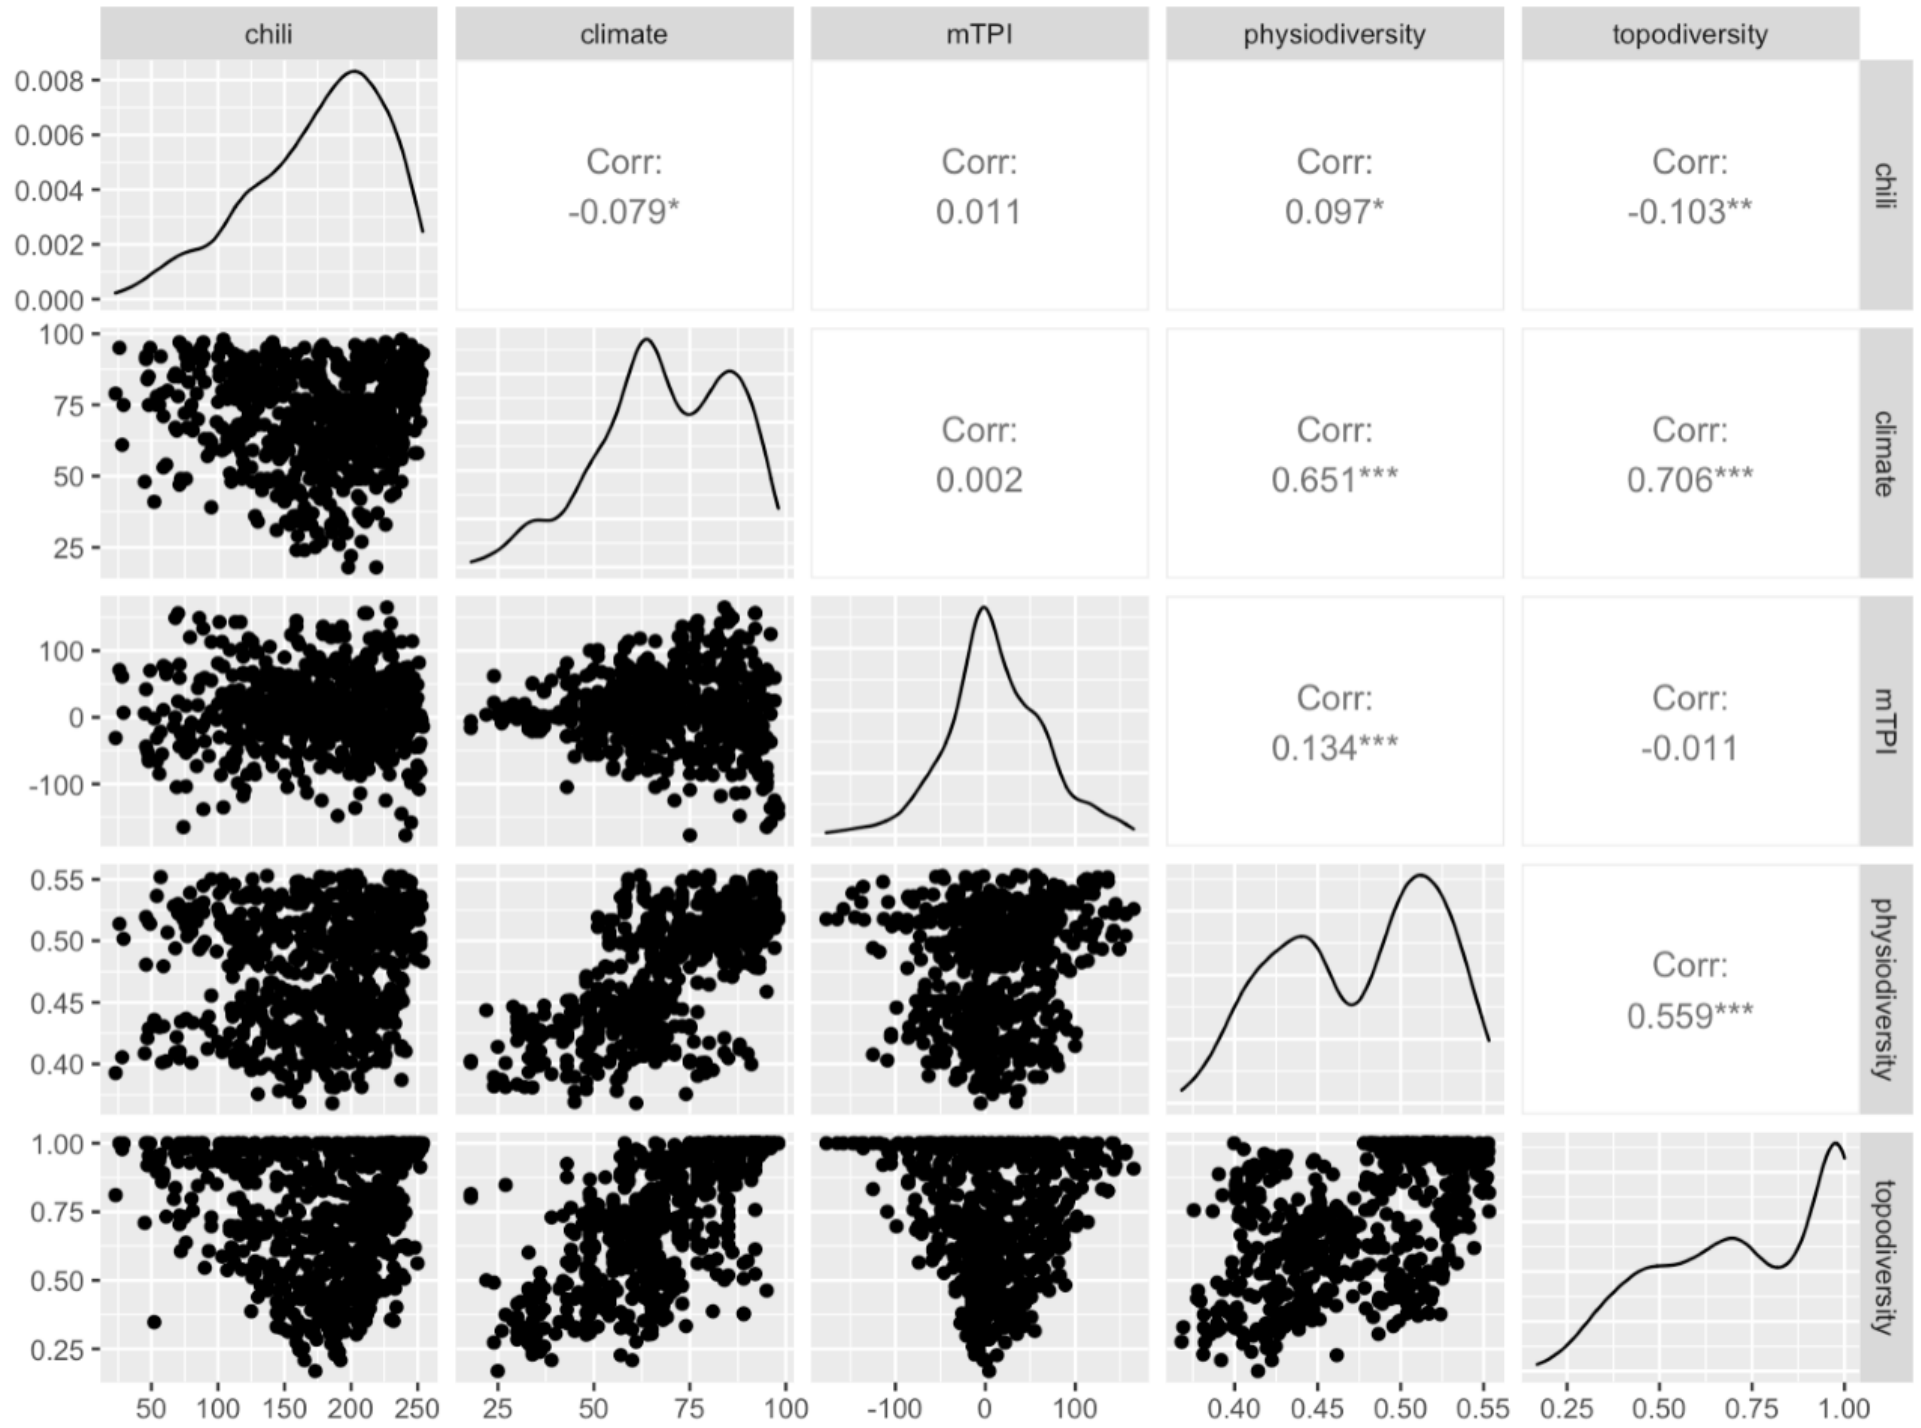 chili climate mTPI physiodiversity topodiversity
0.008
0.006
0.004
0.002
0.000
Corr:
-0.079*
Corr:
0.011
Corr:
0.097*
Corr:
-0.103**
chili
100
75
50
25
Corr:
0.002
Corr:
0.651***
Corr:
0.706***
climate
100
0
-100
Corr:
0.134***
Corr:
-0.011
mTPI
0.55
0.50
0.45
0.40
Corr:
0.559***
physiodiversity
1.00
0.75
0.50
0.25
topodiversity
50 100 150 200 250
25 50 75 100
-100 0 100
0.40 0.45 0.50 0.55
0.25 0.50 0.75 1.00